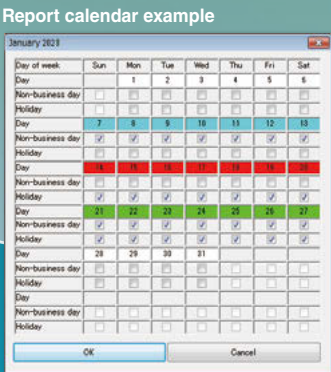 Report calendar example
January
Day of week Sun Mon Tue Wed Thu Fri Sat
Day 1 2 3 4 5 6
Non-business day
Holiday
Day 7 8 9 10 11 12 13
Non-business day
Holiday
Day 14 15 16 17 18 19 20
Non-business day
Holiday
Day 21 22 23 24 25 26 27
Non-business day
Holiday
Day 28 29 30 31
Non-business day
Holiday
Day
Non-business day
Holiday
OK Cancel